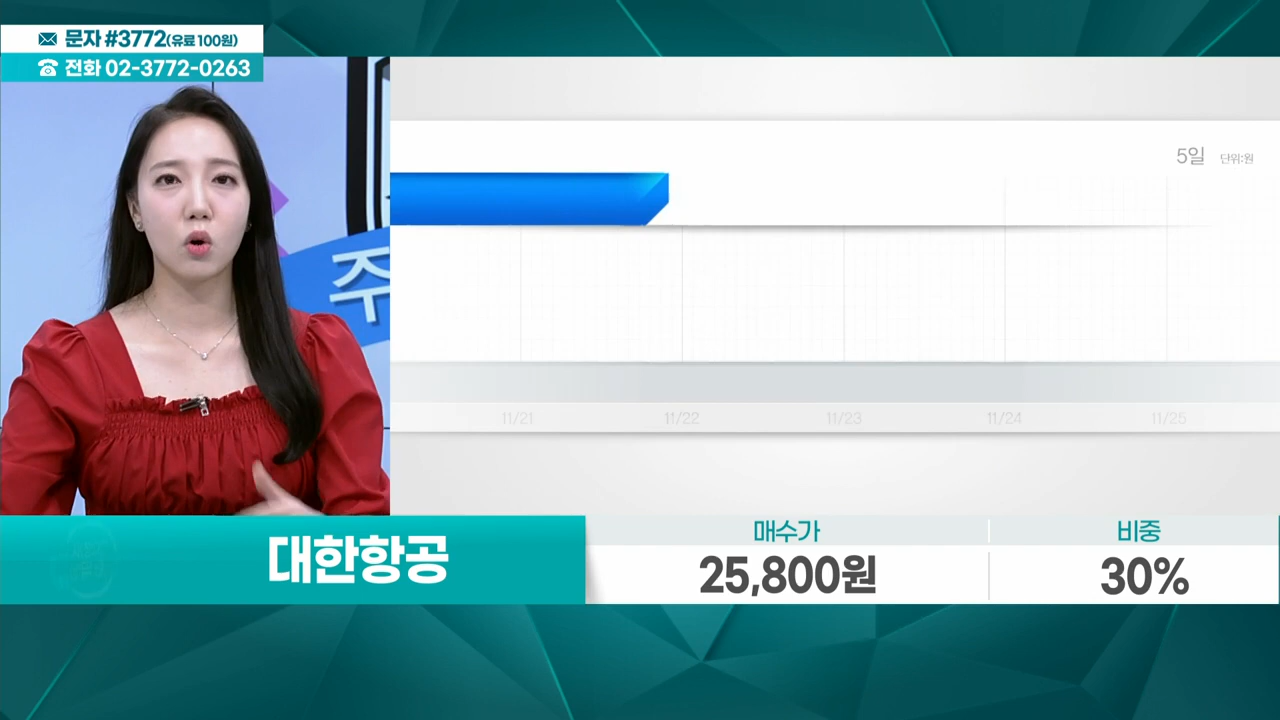 문자 #3772(유료 100원)
전화 02-3772-0263
주
5일 단위:원
11/21 11/22 11/23 11/24 11/25
대한항공
매수가 비중
25,800원 30%